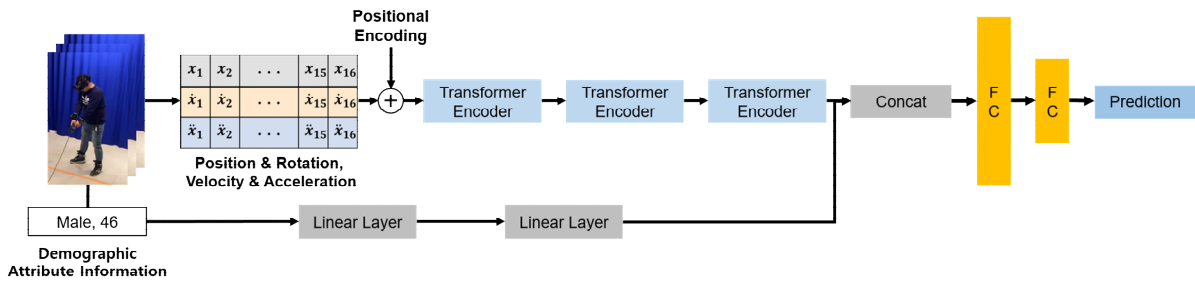 Positional
Encoding
x₁ x₂ . . . x₁₅ x₁₆
ẋ₁ ẋ₂ . . . ẋ₁₅ ẋ₁₆
ẍ₁ ẍ₂ . . . ẍ₁₅ ẍ₁₆
+
Position & Rotation,
Velocity & Acceleration
Transformer
Encoder
Transformer
Encoder
Transformer
Encoder
Concat
F
C
F
C
Prediction
Male, 46
Linear Layer
Linear Layer
Demographic
Attribute Information